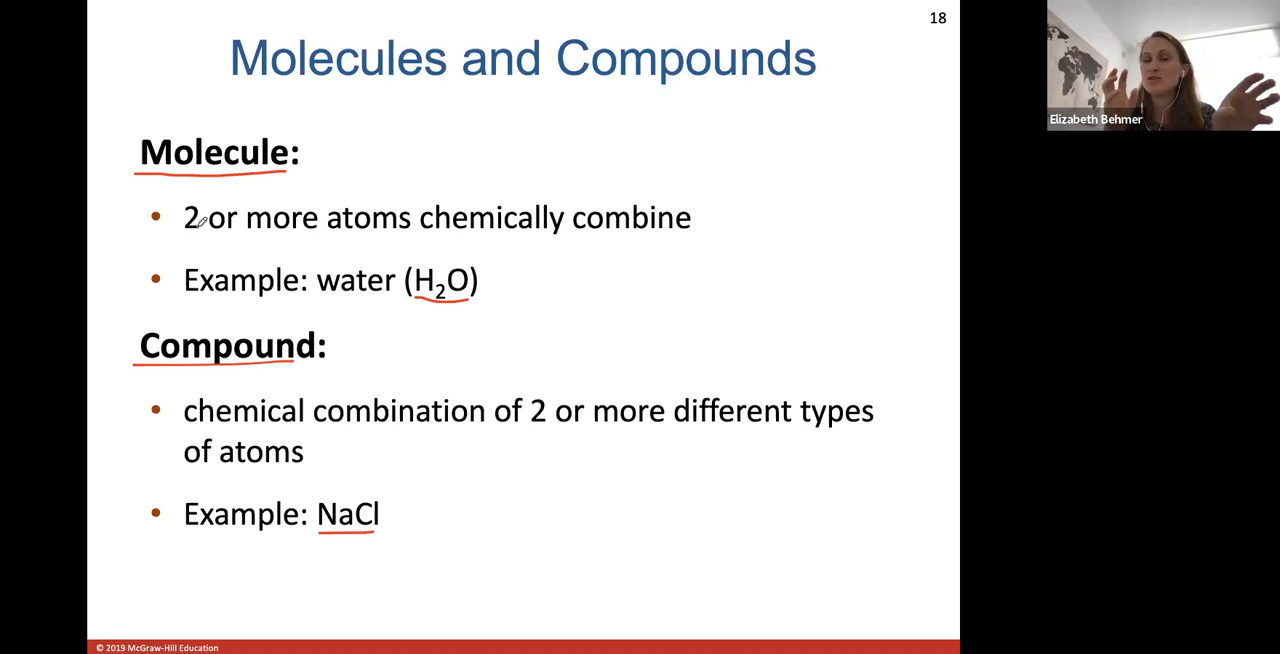 18
Molecules and Compounds
Elizabeth Behmer
Molecule:
• 2 or more atoms chemically combine
• Example: water (H₂O)
Compound:
• chemical combination of 2 or more different types
of atoms
• Example: NaCl
© 2019 McGraw-Hill Education